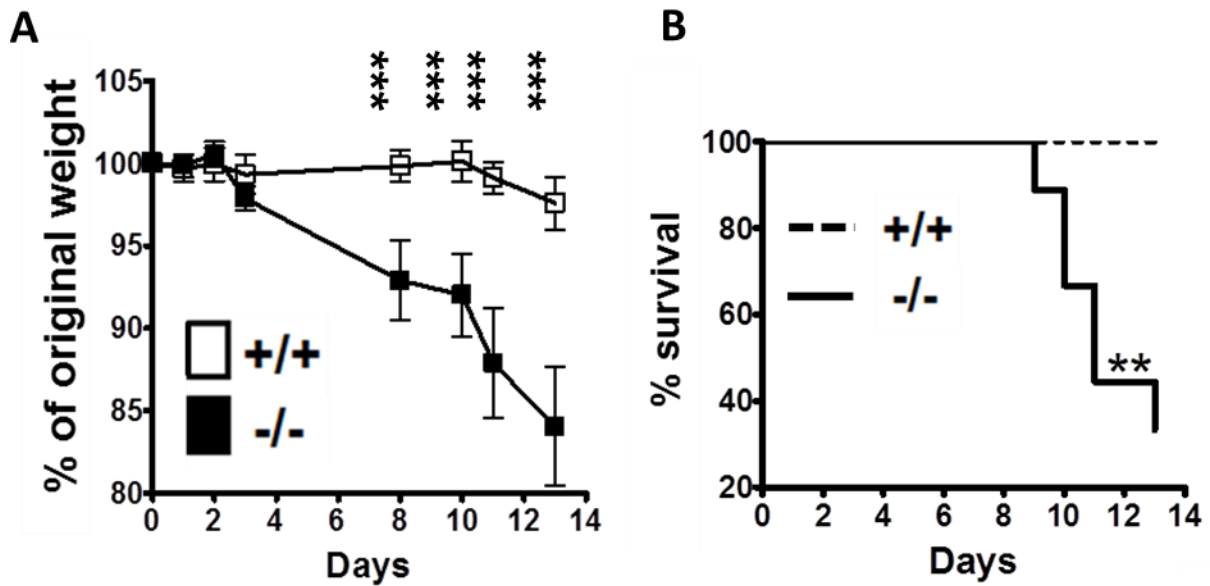 A
% of original weight
105
100
95
90
85
80
*** *** *** ***
+/+
-/-
0 2 4 6 8 10 12 14
Days
B
% survival
100
80
60
40
20
+/+
-/-
**
0 2 4 6 8 10 12 14
Days